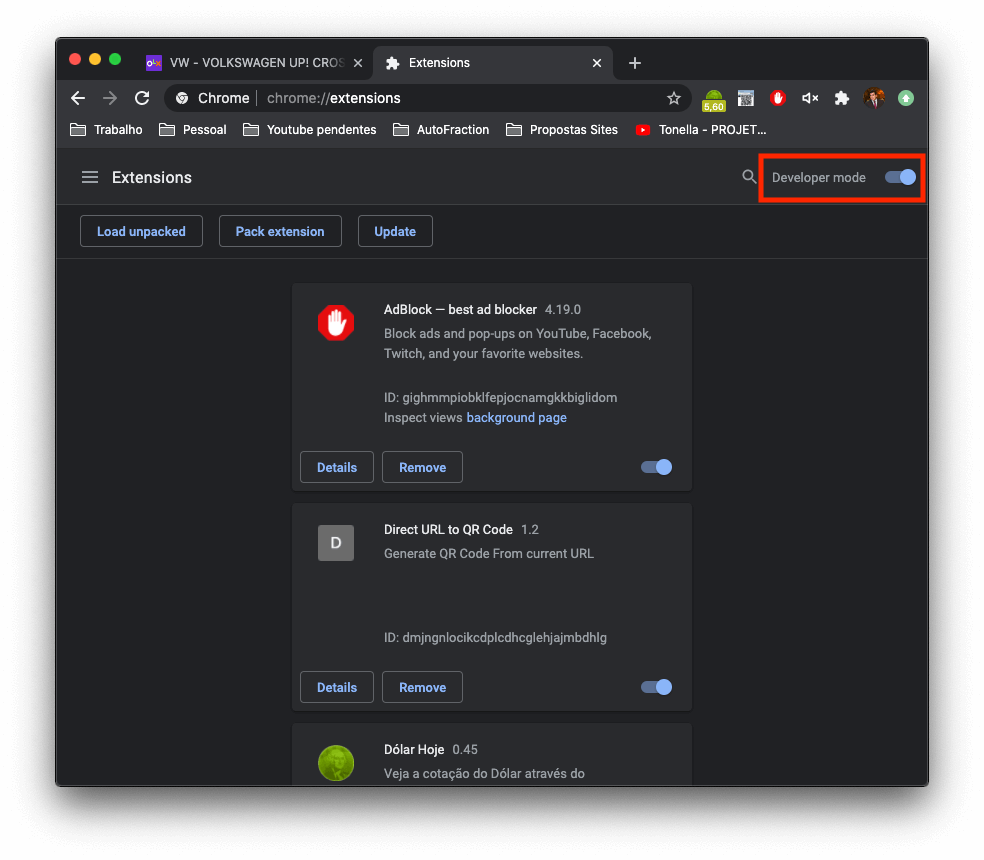 olx VW - VOLKSWAGEN UP! CROS
Extensions
Chrome chrome://extensions
5,60
Trabalho Pessoal Youtube pendentes AutoFraction Propostas Sites Tonella - PROJET...
Extensions
Developer mode
Load unpacked Pack extension Update
AdBlock — best ad blocker 4.19.0
Block ads and pop-ups on YouTube, Facebook,
Twitch, and your favorite websites.
ID: gighmmpiobklfepjocnamgkkbiglidom
Inspect views background page
Details Remove
D
Direct URL to QR Code 1.2
Generate QR Code From current URL
ID: dmjngnlocikcdplcdhcglehjajmbdhlg
Details Remove
Dólar Hoje 0.45
Veja a cotação do Dólar através do